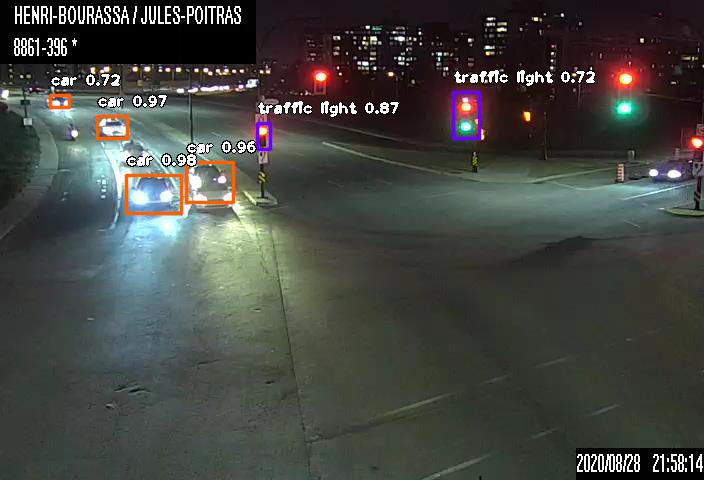 HENRI-BOURASSA / JULES-POITRAS
8861-396 *
car 0.72
traffic light 0.72
car 0.97
traffic light 0.87
car 0.96
car 0.98
2020/08/28 21:58:14